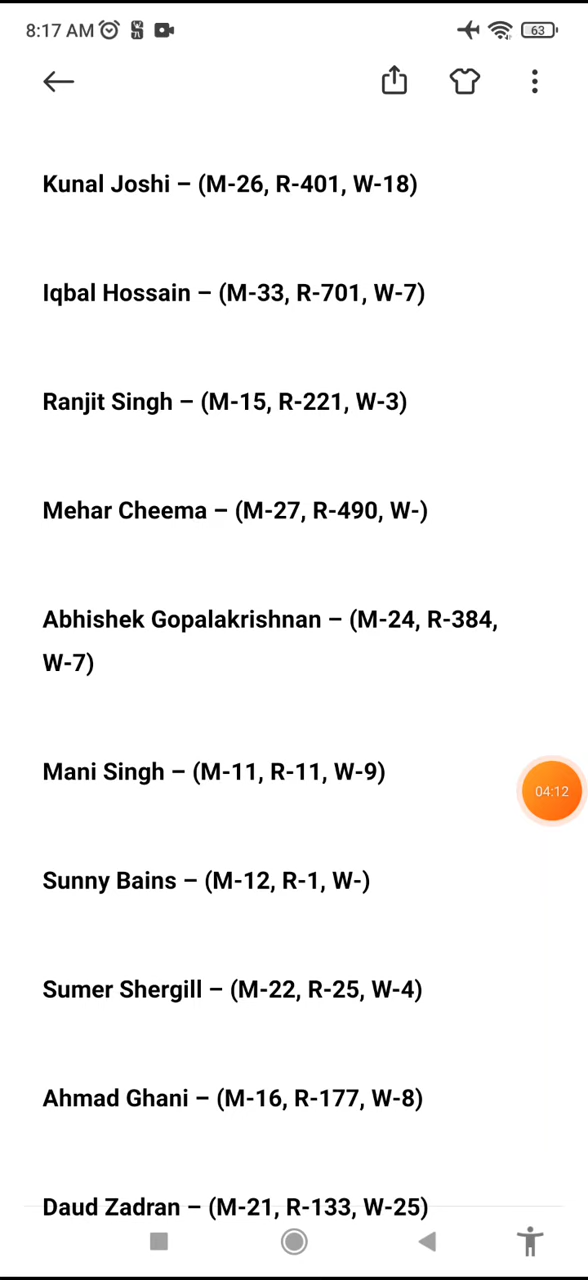 8:17 AM
63
Kunal Joshi – (M-26, R-401, W-18)
Iqbal Hossain – (M-33, R-701, W-7)
Ranjit Singh – (M-15, R-221, W-3)
Mehar Cheema – (M-27, R-490, W-)
Abhishek Gopalakrishnan – (M-24, R-384,
W-7)
Mani Singh – (M-11, R-11, W-9)
04:12
Sunny Bains – (M-12, R-1, W-)
Sumer Shergill – (M-22, R-25, W-4)
Ahmad Ghani – (M-16, R-177, W-8)
Daud Zadran – (M-21, R-133, W-25)